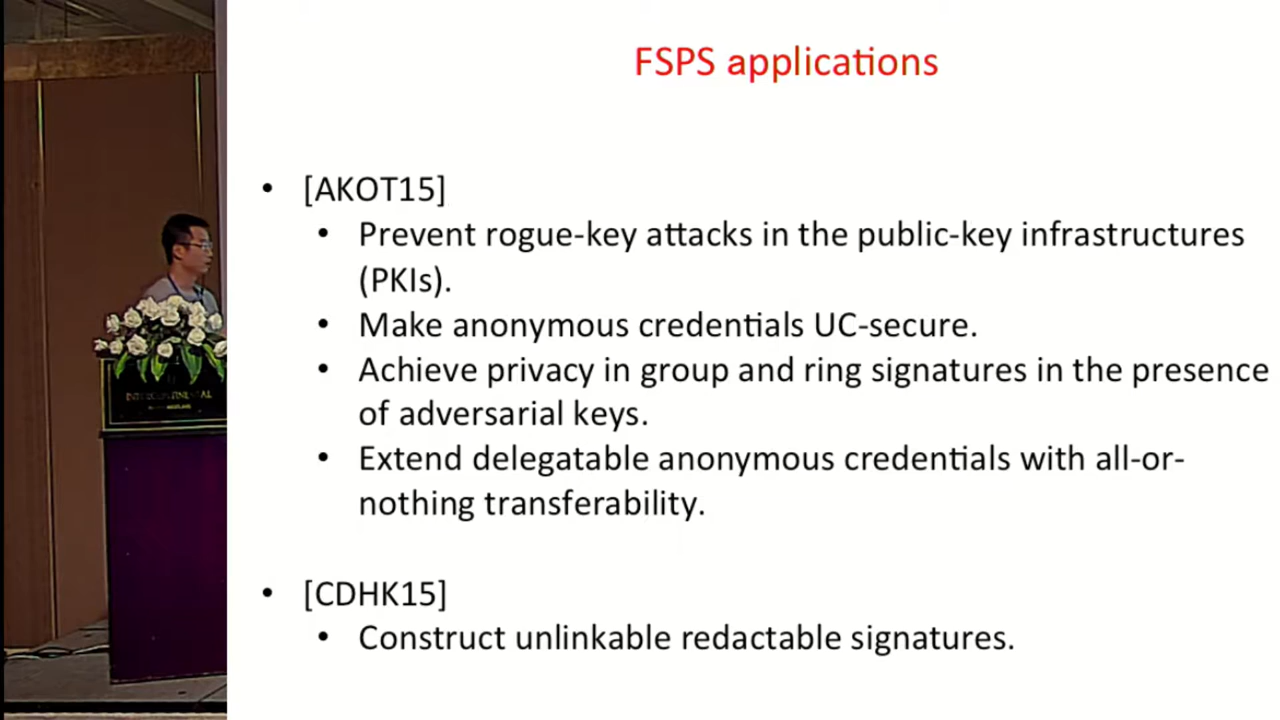 FSPS applications
• [AKOT15]
• Prevent rogue-key attacks in the public-key infrastructures
(PKIs).
• Make anonymous credentials UC-secure.
• Achieve privacy in group and ring signatures in the presence
of adversarial keys.
• Extend delegatable anonymous credentials with all-or-
nothing transferability.
• [CDHK15]
• Construct unlinkable redactable signatures.
INTERCONTINENTAL